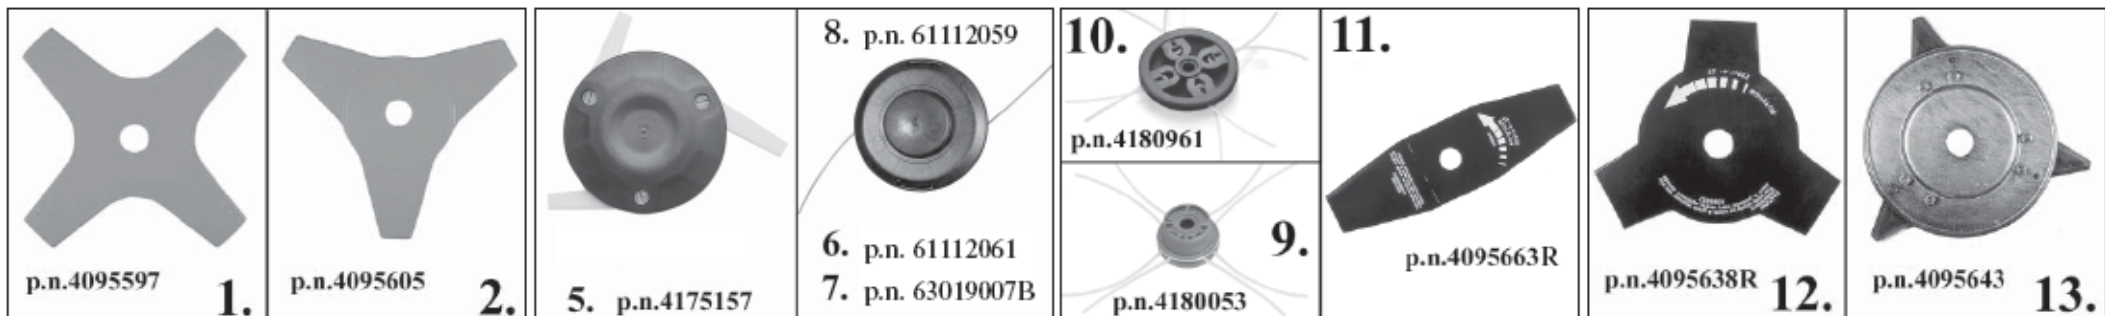 p.n.4095597
1.
p.n.4095605
2.
5. p.n.4175157
8. p.n. 61112059
6. p.n. 61112061
7. p.n. 63019007B
10.
p.n.4180961
9.
p.n.4180053
11.
p.n.4095663R
p.n.4095638R
12.
p.n.4095643
13.